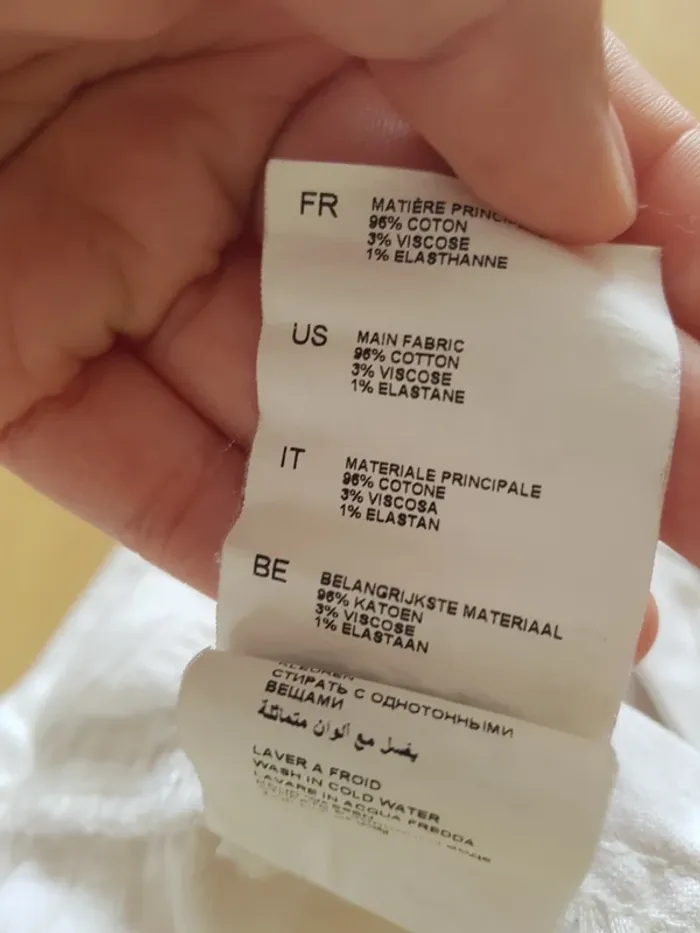 FR
MATIÈRE PRINCIPA
96% COTON
3% VISCOSE
1% ELASTHANNE
US
MAIN FABRIC
96% COTTON
3% VISCOSE
1% ELASTANE
IT
MATERIALE PRINCIPALE
96% COTONE
3% VISCOSA
1% ELASTAN
BE
BELANGRIJKSTE MATERIAAL
96% KATOEN
3% VISCOSE
1% ELASTAAN
СТИРАТЬ С ОДНОТОННЫМИ
ВЕЩАМИ
يغسل مع ألوان متماثلة
LAVER A FROID
WASH IN COLD WATER
LAVARE IN ACQUA FREDDA